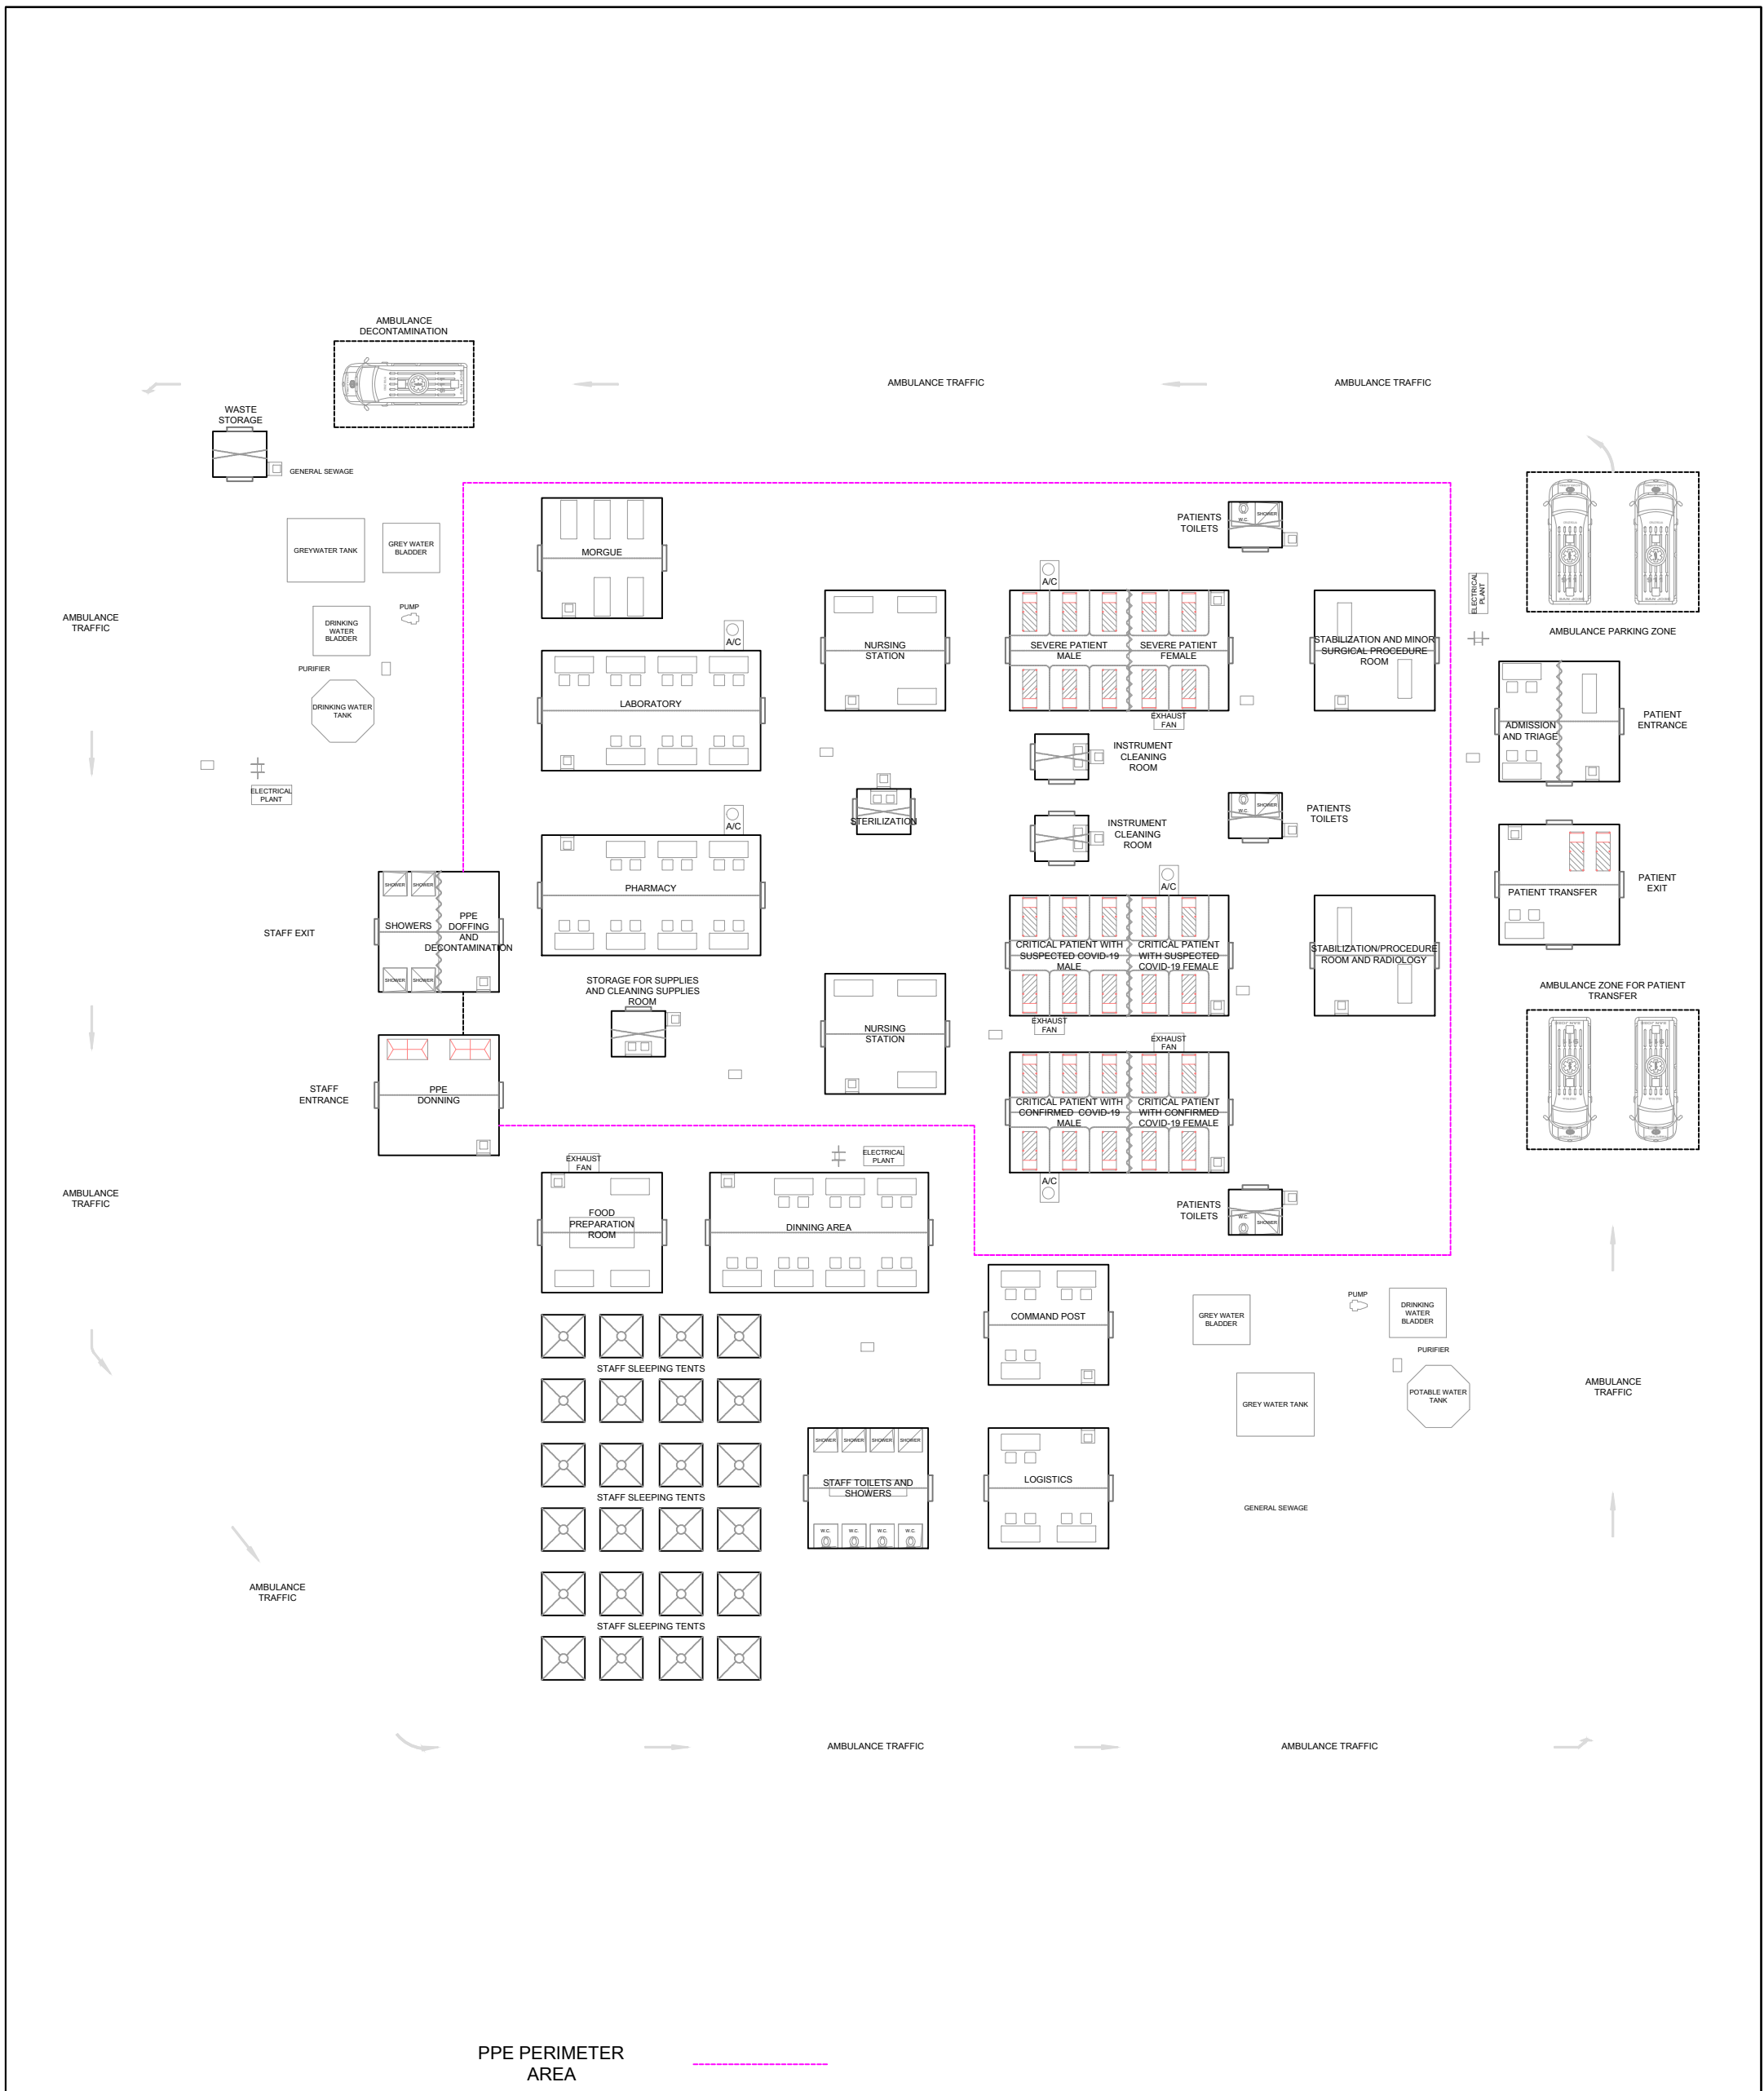 AMBULANCE
DECONTAMINATION
AMBULANCE TRAFFIC
AMBULANCE TRAFFIC
WASTE
STORAGE
GENERAL SEWAGE
GREYWATER TANK
GREY WATER
BLADDER
DRINKING
WATER
BLADDER
PUMP
PURIFIER
DRINKING WATER
TANK
ELECTRICAL
PLANT
AMBULANCE
TRAFFIC
MORGUE
A/C
LABORATORY
A/C
PHARMACY
NURSING
STATION
STERILIZATION
PATIENTS
TOILETS
W.C.
SHOWER
A/C
SEVERE PATIENT
MALE
SEVERE PATIENT
FEMALE
EXHAUST
FAN
STABILIZATION AND MINOR
SURGICAL PROCEDURE
ROOM
ELECTRICAL
PLANT
AMBULANCE PARKING ZONE
ADMISSION
AND TRIAGE
PATIENT
ENTRANCE
INSTRUMENT
CLEANING
ROOM
INSTRUMENT
CLEANING
ROOM
W.C.
SHOWER
PATIENTS
TOILETS
PATIENT TRANSFER
PATIENT
EXIT
STAFF EXIT
SHOWER
SHOWER
SHOWERS
PPE
DOFFING
AND
DECONTAMINATION
SHOWER
SHOWER
A/C
CRITICAL PATIENT WITH
SUSPECTED COVID-19
MALE
CRITICAL PATIENT
WITH SUSPECTED
COVID-19 FEMALE
EXHAUST
FAN
STABILIZATION/PROCEDURE
ROOM AND RADIOLOGY
AMBULANCE ZONE FOR PATIENT
TRANSFER
STORAGE FOR SUPPLIES
AND CLEANING SUPPLIES
ROOM
NURSING
STATION
STAFF
ENTRANCE
PPE
DONNING
EXHAUST
FAN
CRITICAL PATIENT WITH
CONFIRMED COVID-19
MALE
CRITICAL PATIENT
WITH CONFIRMED
COVID-19 FEMALE
A/C
PATIENTS
TOILETS
W.C.
SHOWER
AMBULANCE
TRAFFIC
EXHAUST
FAN
FOOD
PREPARATION
ROOM
ELECTRICAL
PLANT
DINNING AREA
COMMAND POST
GREY WATER
BLADDER
PUMP
DRINKING
WATER
BLADDER
PURIFIER
POTABLE WATER
TANK
GREY WATER TANK
AMBULANCE
TRAFFIC
STAFF SLEEPING TENTS
STAFF SLEEPING TENTS
STAFF SLEEPING TENTS
SHOWER
SHOWER
SHOWER
SHOWER
STAFF TOILETS AND
SHOWERS
W.C.
W.C.
W.C.
W.C.
LOGISTICS
GENERAL SEWAGE
AMBULANCE
TRAFFIC
AMBULANCE TRAFFIC
AMBULANCE TRAFFIC
PPE PERIMETER
AREA